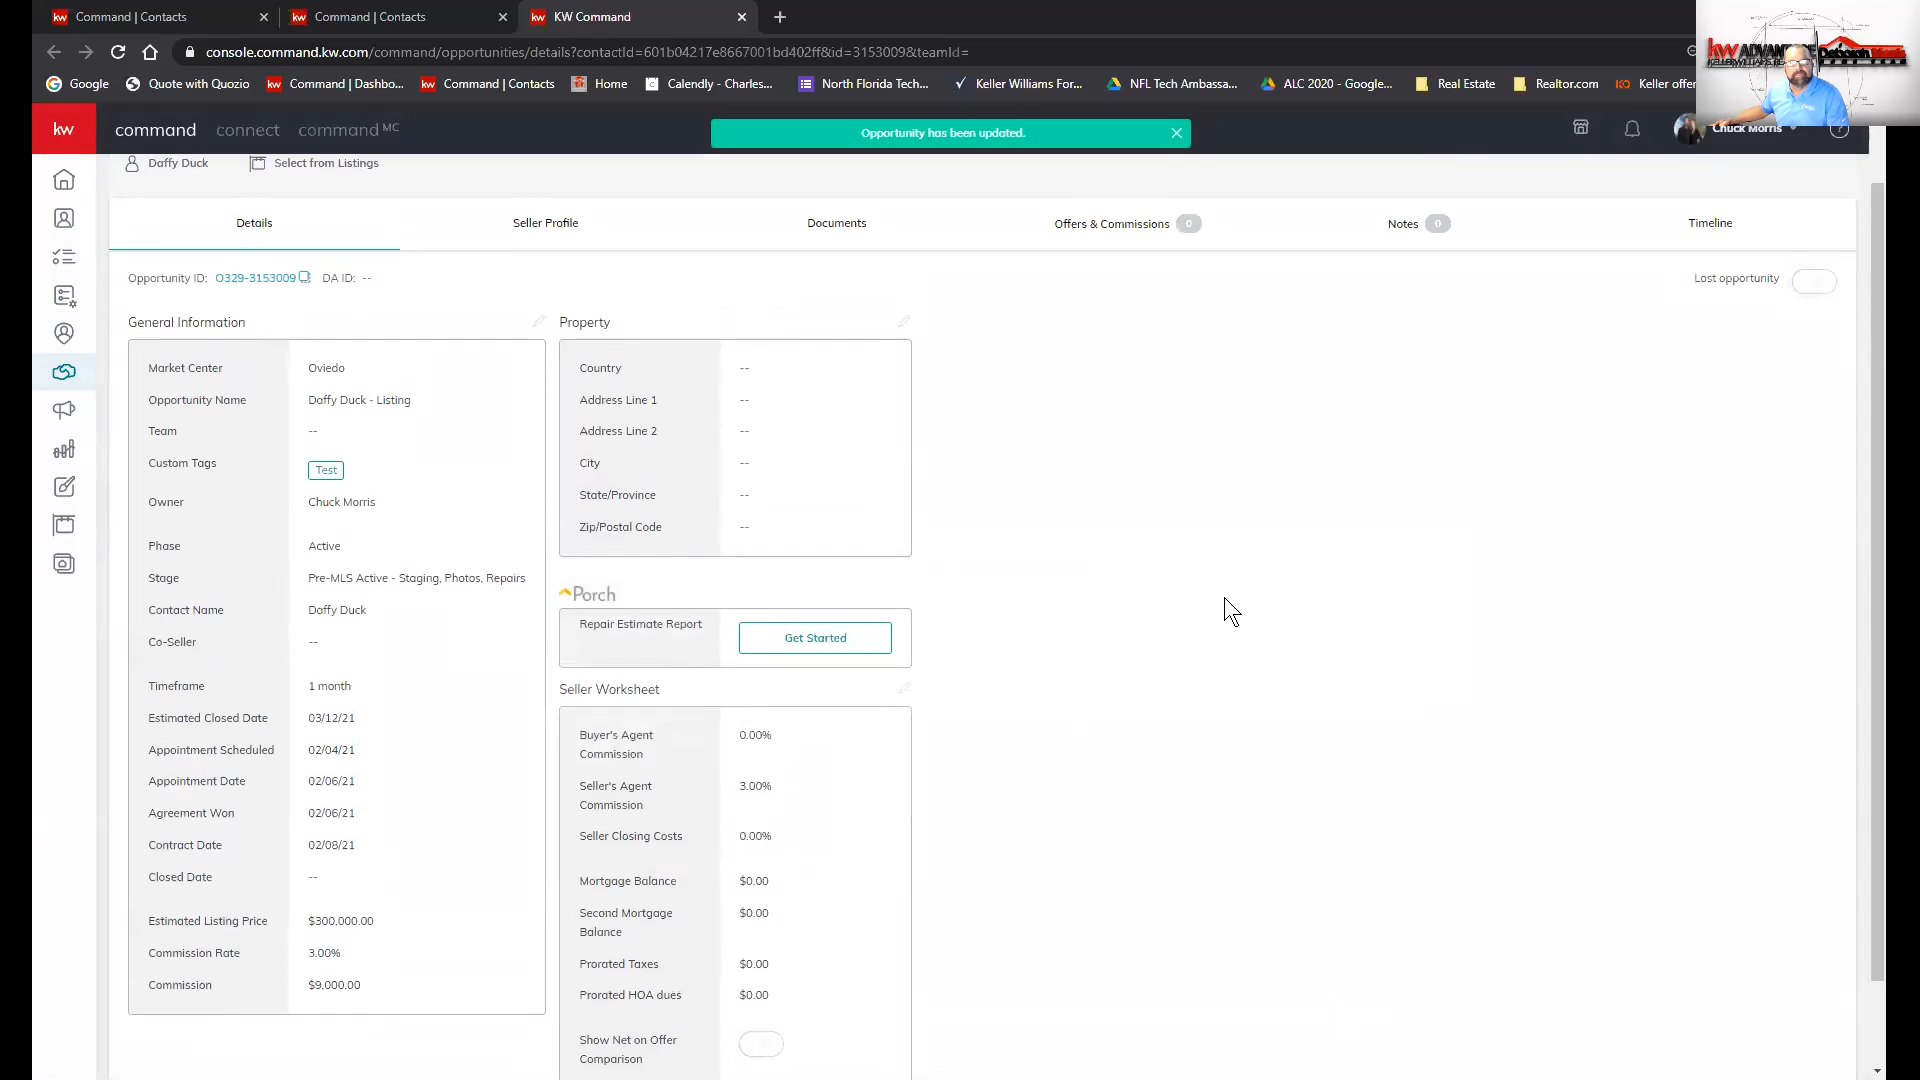 Command | Contacts
Command | Contacts
KW Command
console.command.kw.com/command/opportunities/details?contactId=601b04217e8667001bd402ff&id=3153009&teamId=
Google
Quote with Quozio
Command | Dashbo...
Command | Contacts
Home
Calendly - Charles...
North Florida Tech...
Keller Williams For...
NFL Tech Ambassa...
ALC 2020 – Google...
Real Estate
Realtor.com
Keller offer
kw
command
connect
command MC
Opportunity has been updated.
Chuck Morris
Daffy Duck
Select from Listings
Details
Seller Profile
Documents
Offers & Commissions 0
Notes 0
Timeline
Opportunity ID: O329-3153009 DA ID: --
Lost opportunity
General Information
Market Center Oviedo
Opportunity Name Daffy Duck - Listing
Team --
Custom Tags Test
Owner Chuck Morris
Phase Active
Stage Pre-MLS Active - Staging, Photos, Repairs
Contact Name Daffy Duck
Co-Seller --
Timeframe 1 month
Estimated Closed Date 03/12/21
Appointment Scheduled 02/04/21
Appointment Date 02/06/21
Agreement Won 02/06/21
Contract Date 02/08/21
Closed Date --
Estimated Listing Price $300,000.00
Commission Rate 3.00%
Commission $9,000.00
Property
Country --
Address Line 1 --
Address Line 2 --
City --
State/Province --
Zip/Postal Code --
Porch
Repair Estimate Report Get Started
Seller Worksheet
Buyer's Agent 0.00%
Commission
Seller's Agent 3.00%
Commission
Seller Closing Costs 0.00%
Mortgage Balance $0.00
Second Mortgage $0.00
Balance
Prorated Taxes $0.00
Prorated HOA dues $0.00
Show Net on Offer
Comparison